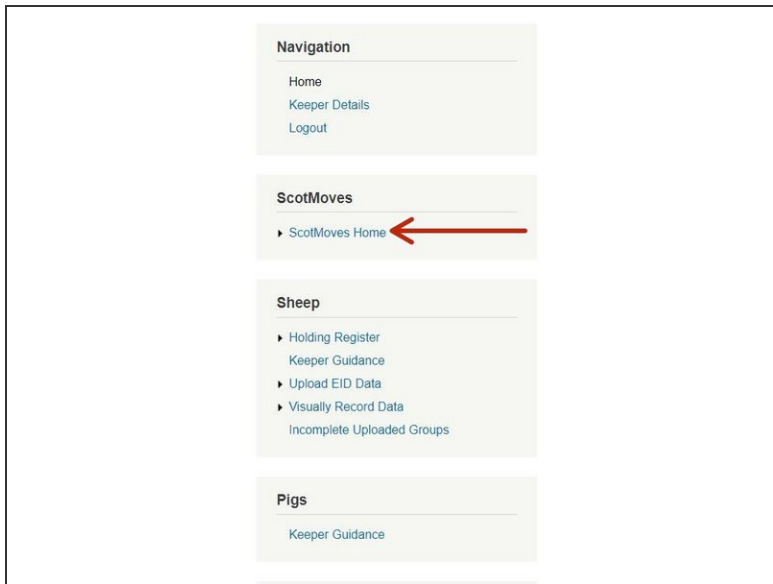 Navigation
Home
Keeper Details
Logout
ScotMoves
ScotMoves Home
Sheep
Holding Register
Keeper Guidance
Upload EID Data
Visually Record Data
Incomplete Uploaded Groups
Pigs
Keeper Guidance